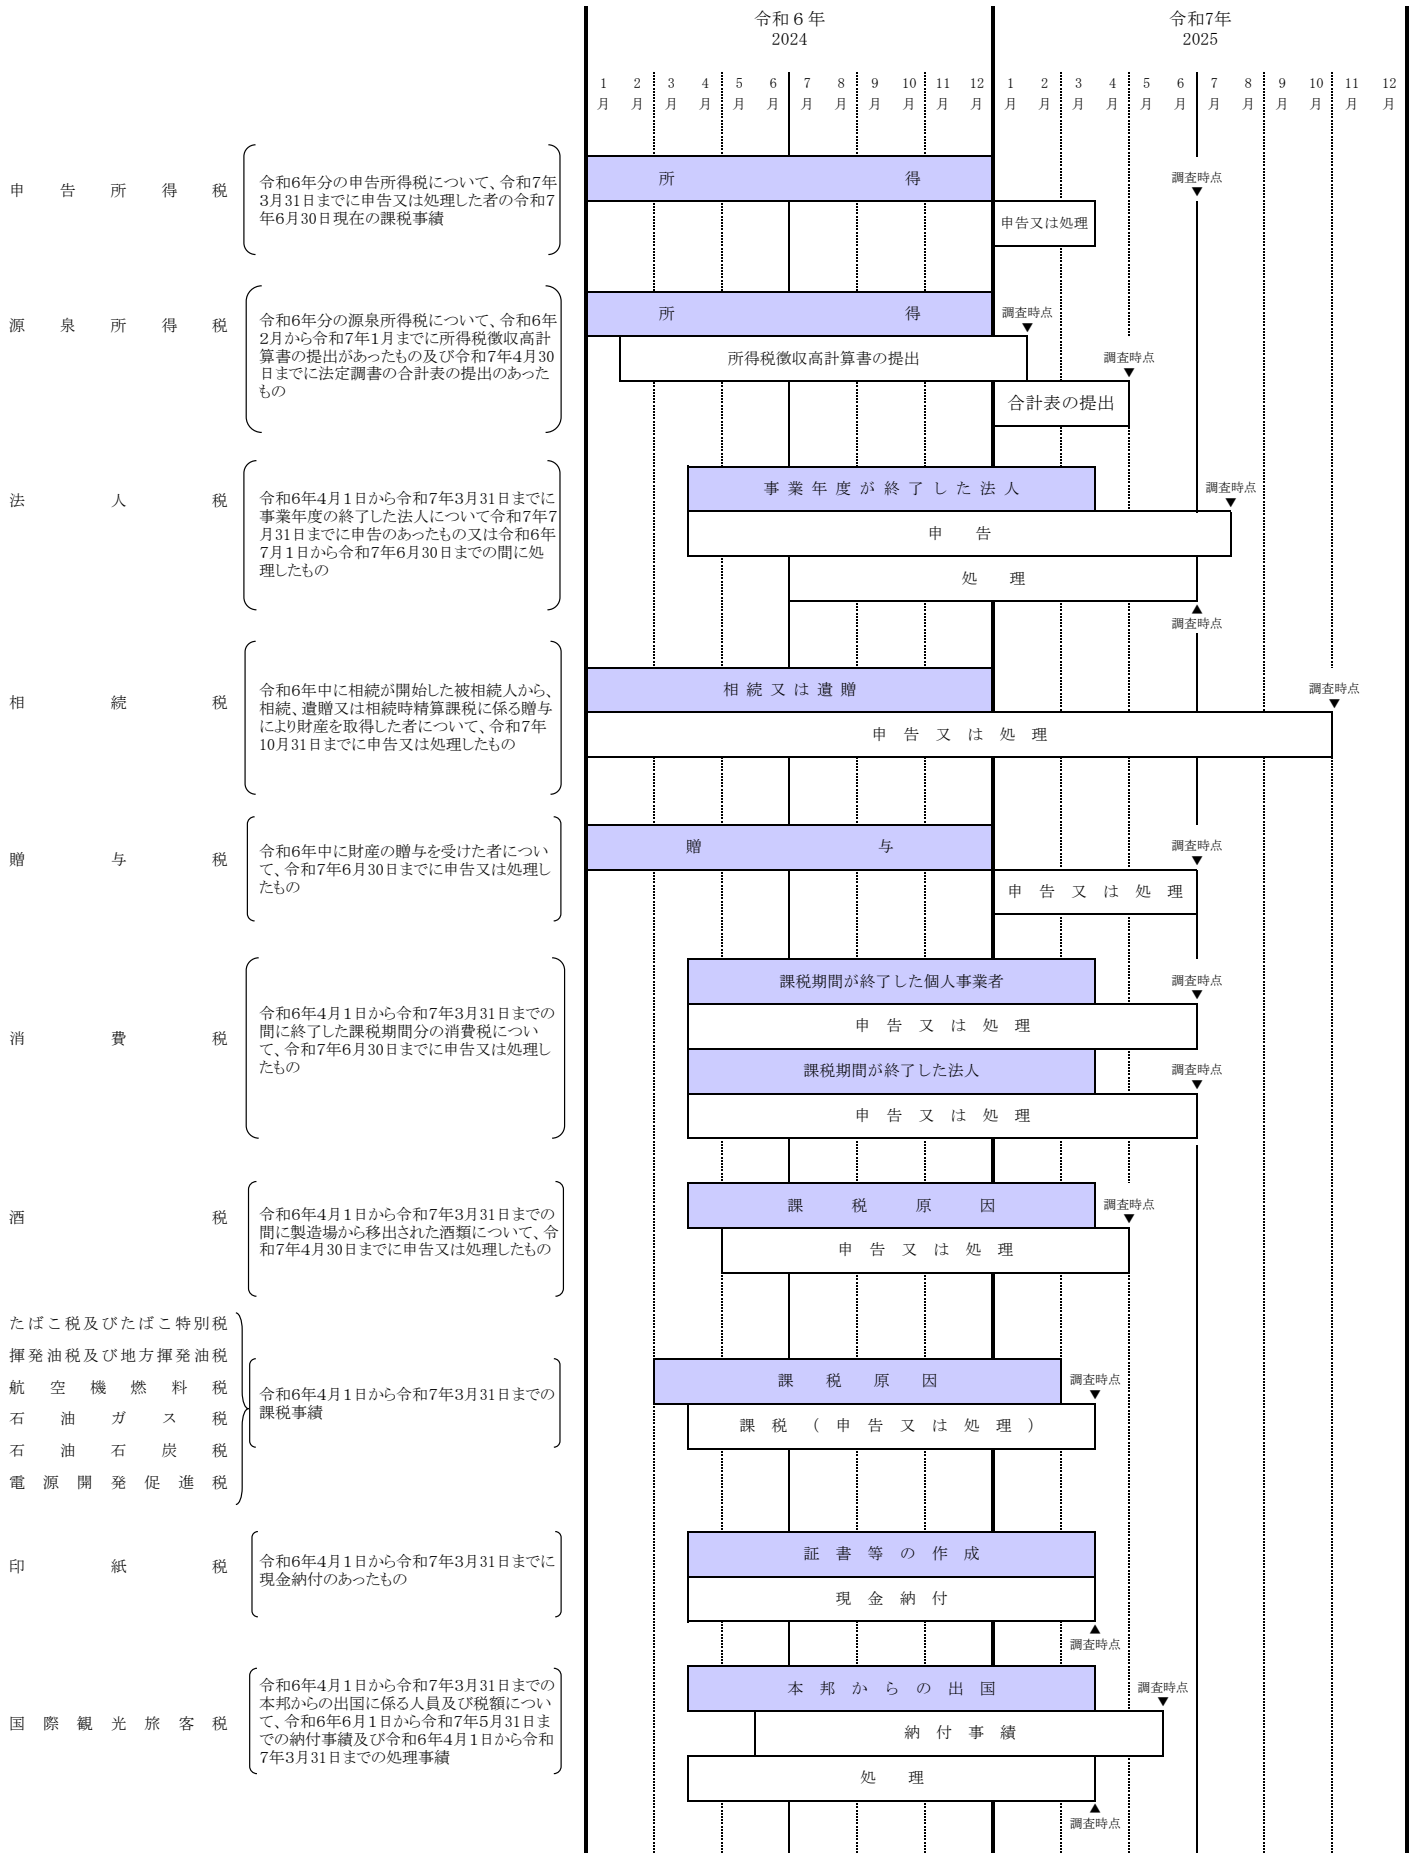 令和６年
2024
令和7年
2025
1 2 3 4 5 6 7 8 9 10 11 12 1 2 3 4 5 6 7 8 9 10 11 12
月 月 月 月 月 月 月 月 月 月 月 月 月 月 月 月 月 月 月 月 月 月 月 月
申告所得税
令和６年分の申告所得税について、令和７年
３月31日までに申告又は処理した者の令和７
年６月30日現在の課税事績
所得
調査時点
▼
申告又は処理
源泉所得税
令和６年分の源泉所得税について、令和６年
２月から令和７年１月までに所得税徴収高計
算書の提出があったもの及び令和７年４月30
日までに法定調書の合計表の提出のあった
もの
所得
調査時点
▼
所得税徴収高計算書の提出
調査時点
▼
合計表の提出
法人税
令和６年４月１日から令和７年３月31日までに
事業年度の終了した法人について令和７年７
月31日までに申告のあったもの又は令和６年
７月１日から令和７年６月30日までの間に処
理したもの
事業年度が終了した法人
調査時点
▼
申告
処理
▲
調査時点
相続税
令和６年中に相続が開始した被相続人から、
相続、遺贈又は相続時精算課税に係る贈与
により財産を取得した者について、令和７年
10月31日までに申告又は処理したもの
相続又は遺贈
調査時点
▼
申告又は処理
贈与税
令和６年中に財産の贈与を受けた者につい
て、令和７年６月30日までに申告又は処理し
たもの
贈与
調査時点
▼
申告又は処理
消費税
令和６年４月１日から令和７年３月31日までの
間に終了した課税期間分の消費税につい
て、令和７年６月30日までに申告又は処理し
たもの
課税期間が終了した個人事業者
調査時点
▼
申告又は処理
課税期間が終了した法人
調査時点
▼
申告又は処理
酒税
令和６年４月１日から令和７年３月31日までの
間に製造場から移出された酒類について、令
和７年４月30日までに申告又は処理したもの
課税原因
調査時点
▼
申告又は処理
たばこ税及びたばこ特別税
揮発油税及び地方揮発油税
航空機燃料税
石油ガス税
石油石炭税
電源開発促進税
令和６年４月１日から令和７年３月31日までの
課税事績
課税原因
調査時点
▼
課税（申告又は処理）
印紙税
令和６年４月１日から令和７年３月31日までに
現金納付のあったもの
証書等の作成
現金納付
▲
調査時点
国際観光旅客税
令和６年４月１日から令和７年３月31日までの
本邦からの出国に係る人員及び税額につい
て、令和６年６月１日から令和７年５月31日ま
での納付事績及び令和６年４月１日から令和
７年３月31日までの処理事績
本邦からの出国
調査時点
▼
納付事績
処理
▲
調査時点